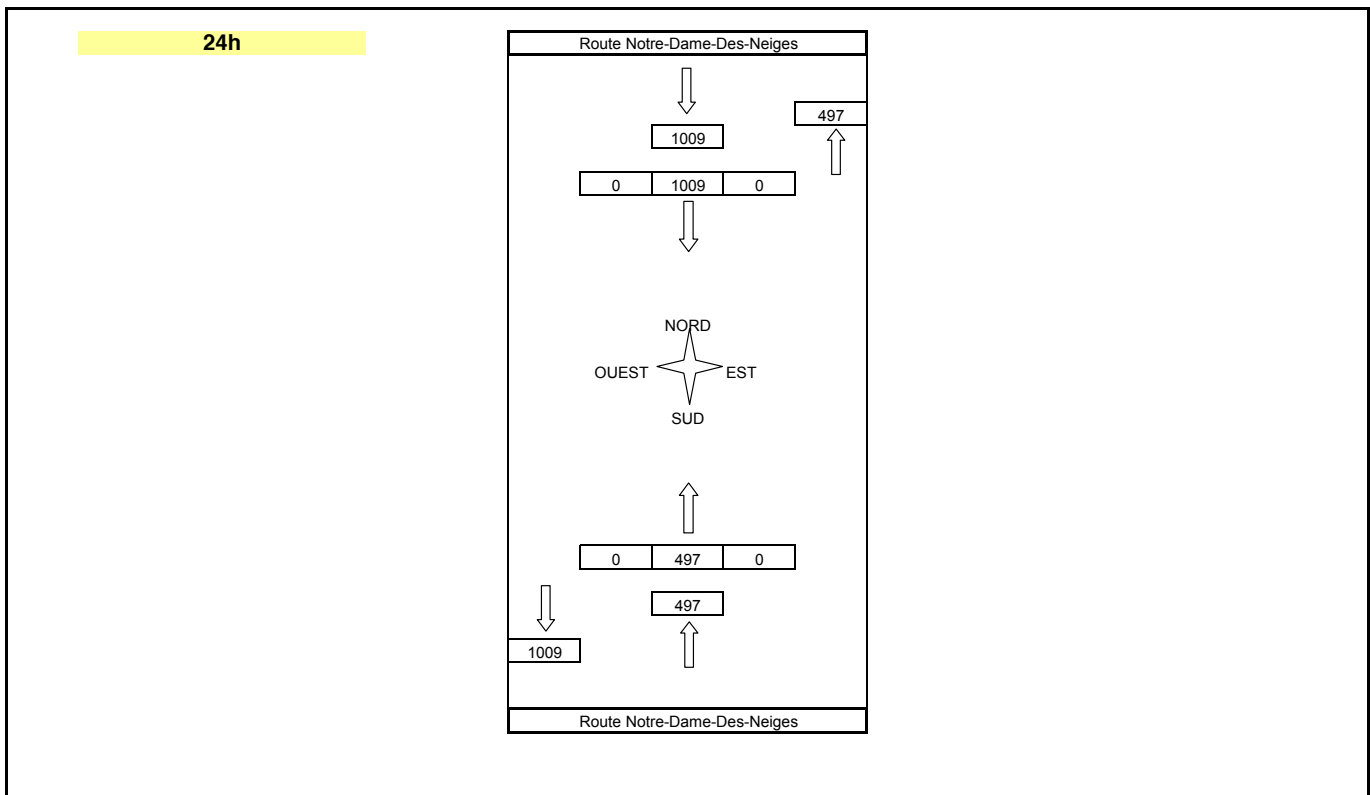 24h
Route Notre-Dame-Des-Neiges
497
1009
0 1009 0
NORD
OUEST EST
SUD
0 497 0
497
1009
Route Notre-Dame-Des-Neiges